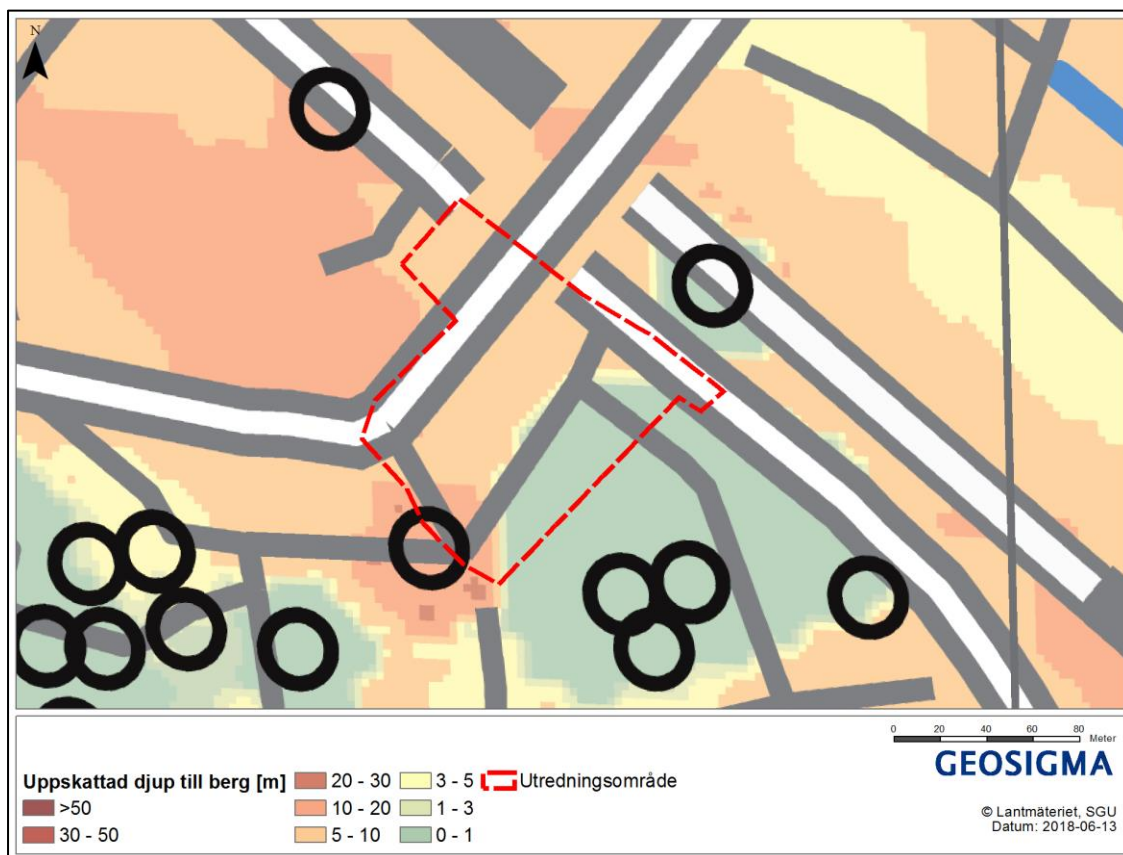 N
0 20 40 60 80
Meter
GEOSIGMA
Uppskattad djup till berg [m]
>50
30 - 50
20 - 30
10 - 20
5 - 10
3 - 5
1 - 3
0 - 1
Utredningsområde
© Lantmäteriet, SGU
Datum: 2018-06-13